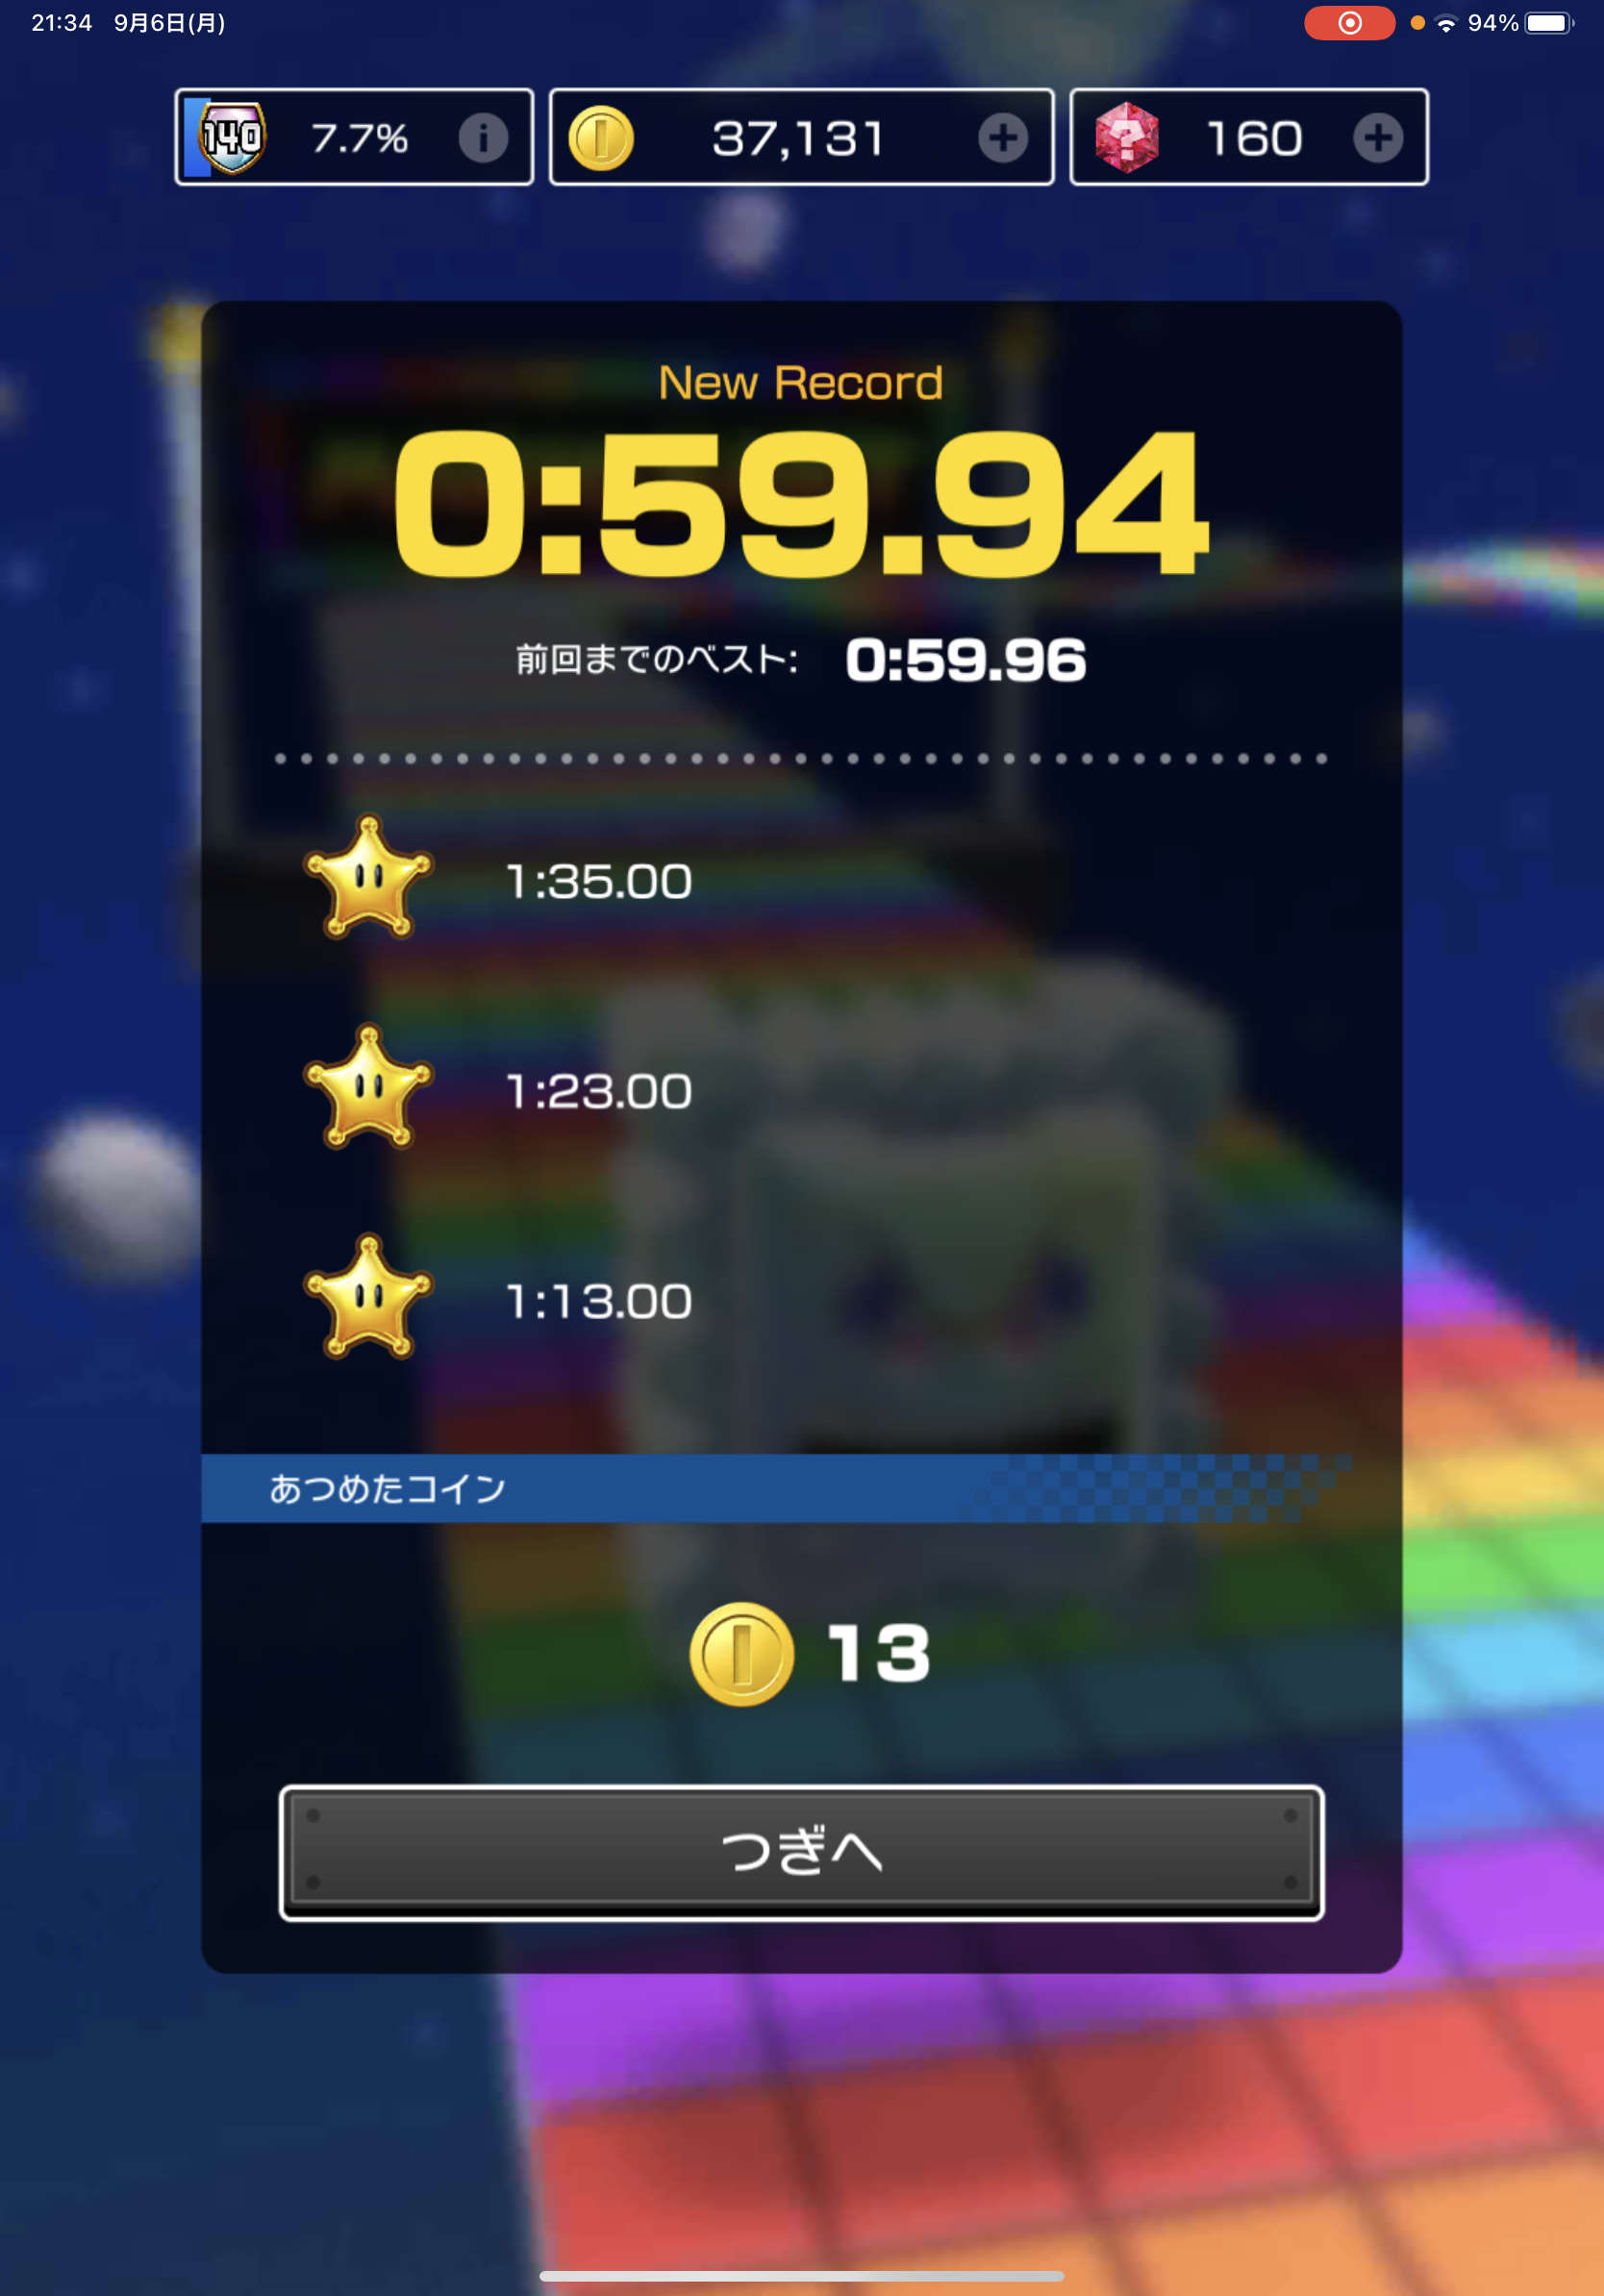 21:34 9月6日(月) 94%
140 7.7% 37,131 160
New Record
0:59.94
前回までのベスト: 0:59.96
1:35.00
1:23.00
1:13.00
あつめたコイン
13
つぎへ